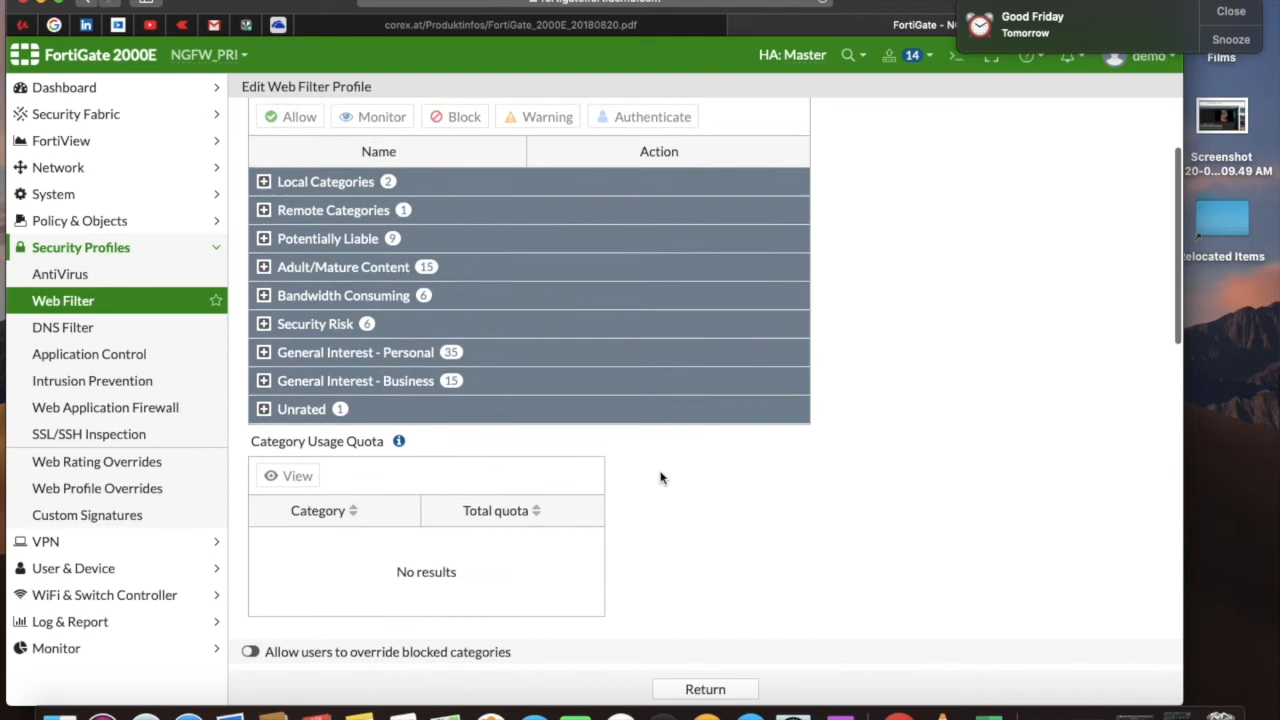 corex.at/Produktinfos/FortiGate_2000E_20180820.pdf
FortiGate - N
Good Friday
Tomorrow
Close
Snooze
FortiGate 2000E
NGFW_PRI
HA: Master
14
demo
Films
Screenshot
20-0...09.49 AM
elocated Items
Dashboard
Security Fabric
FortiView
Network
System
Policy & Objects
Security Profiles
AntiVirus
Web Filter
DNS Filter
Application Control
Intrusion Prevention
Web Application Firewall
SSL/SSH Inspection
Web Rating Overrides
Web Profile Overrides
Custom Signatures
VPN
User & Device
WiFi & Switch Controller
Log & Report
Monitor
Edit Web Filter Profile
Allow Monitor Block Warning Authenticate
Name Action
Local Categories 2
Remote Categories 1
Potentially Liable 9
Adult/Mature Content 15
Bandwidth Consuming 6
Security Risk 6
General Interest - Personal 35
General Interest - Business 15
Unrated 1
Category Usage Quota
View
Category Total quota
No results
Allow users to override blocked categories
Return